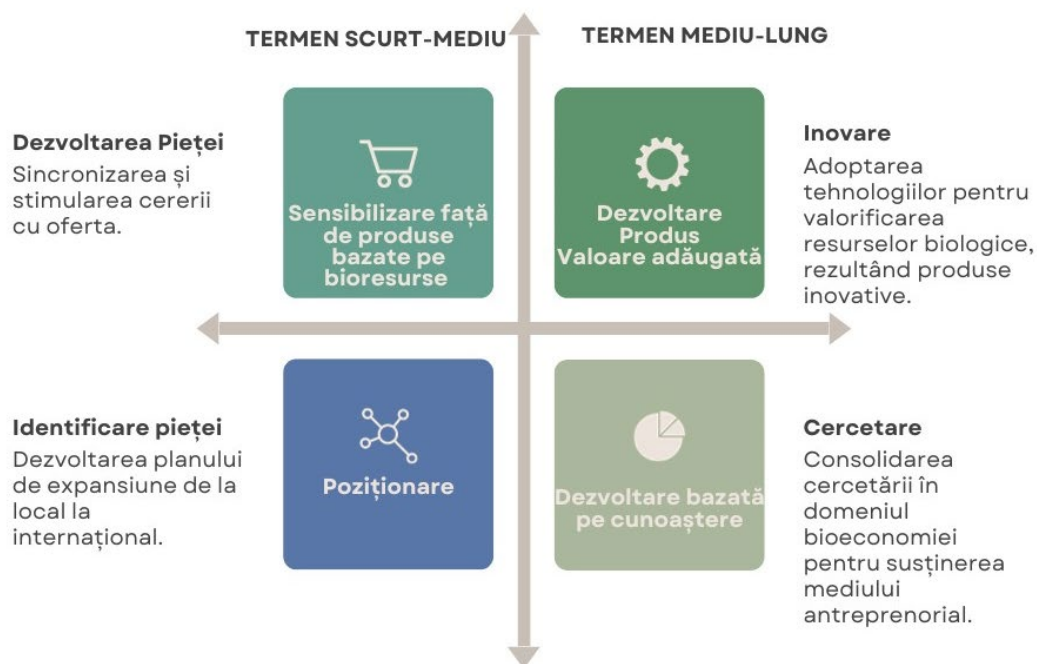 TERMEN SCURT-MEDIU
TERMEN MEDIU-LUNG
Dezvoltarea Pieței
Sincronizarea și
stimularea cererii
cu oferta.
Sensibilizare față
de produse
bazate pe
bioresurse
Dezvoltare
Produs
Valoare adăugată
Inovare
Adoptarea
tehnologiilor pentru
valorificarea
resurselor biologice,
rezultând produse
inovative.
Identificare pieței
Dezvoltarea planului
de expansiune de la
local la
internațional.
Poziționare
Dezvoltare bazată
pe cunoaștere
Cercetare
Consolidarea
cercetării în
domeniul
bioeconomiei
pentru susținerea
mediului
antreprenorial.